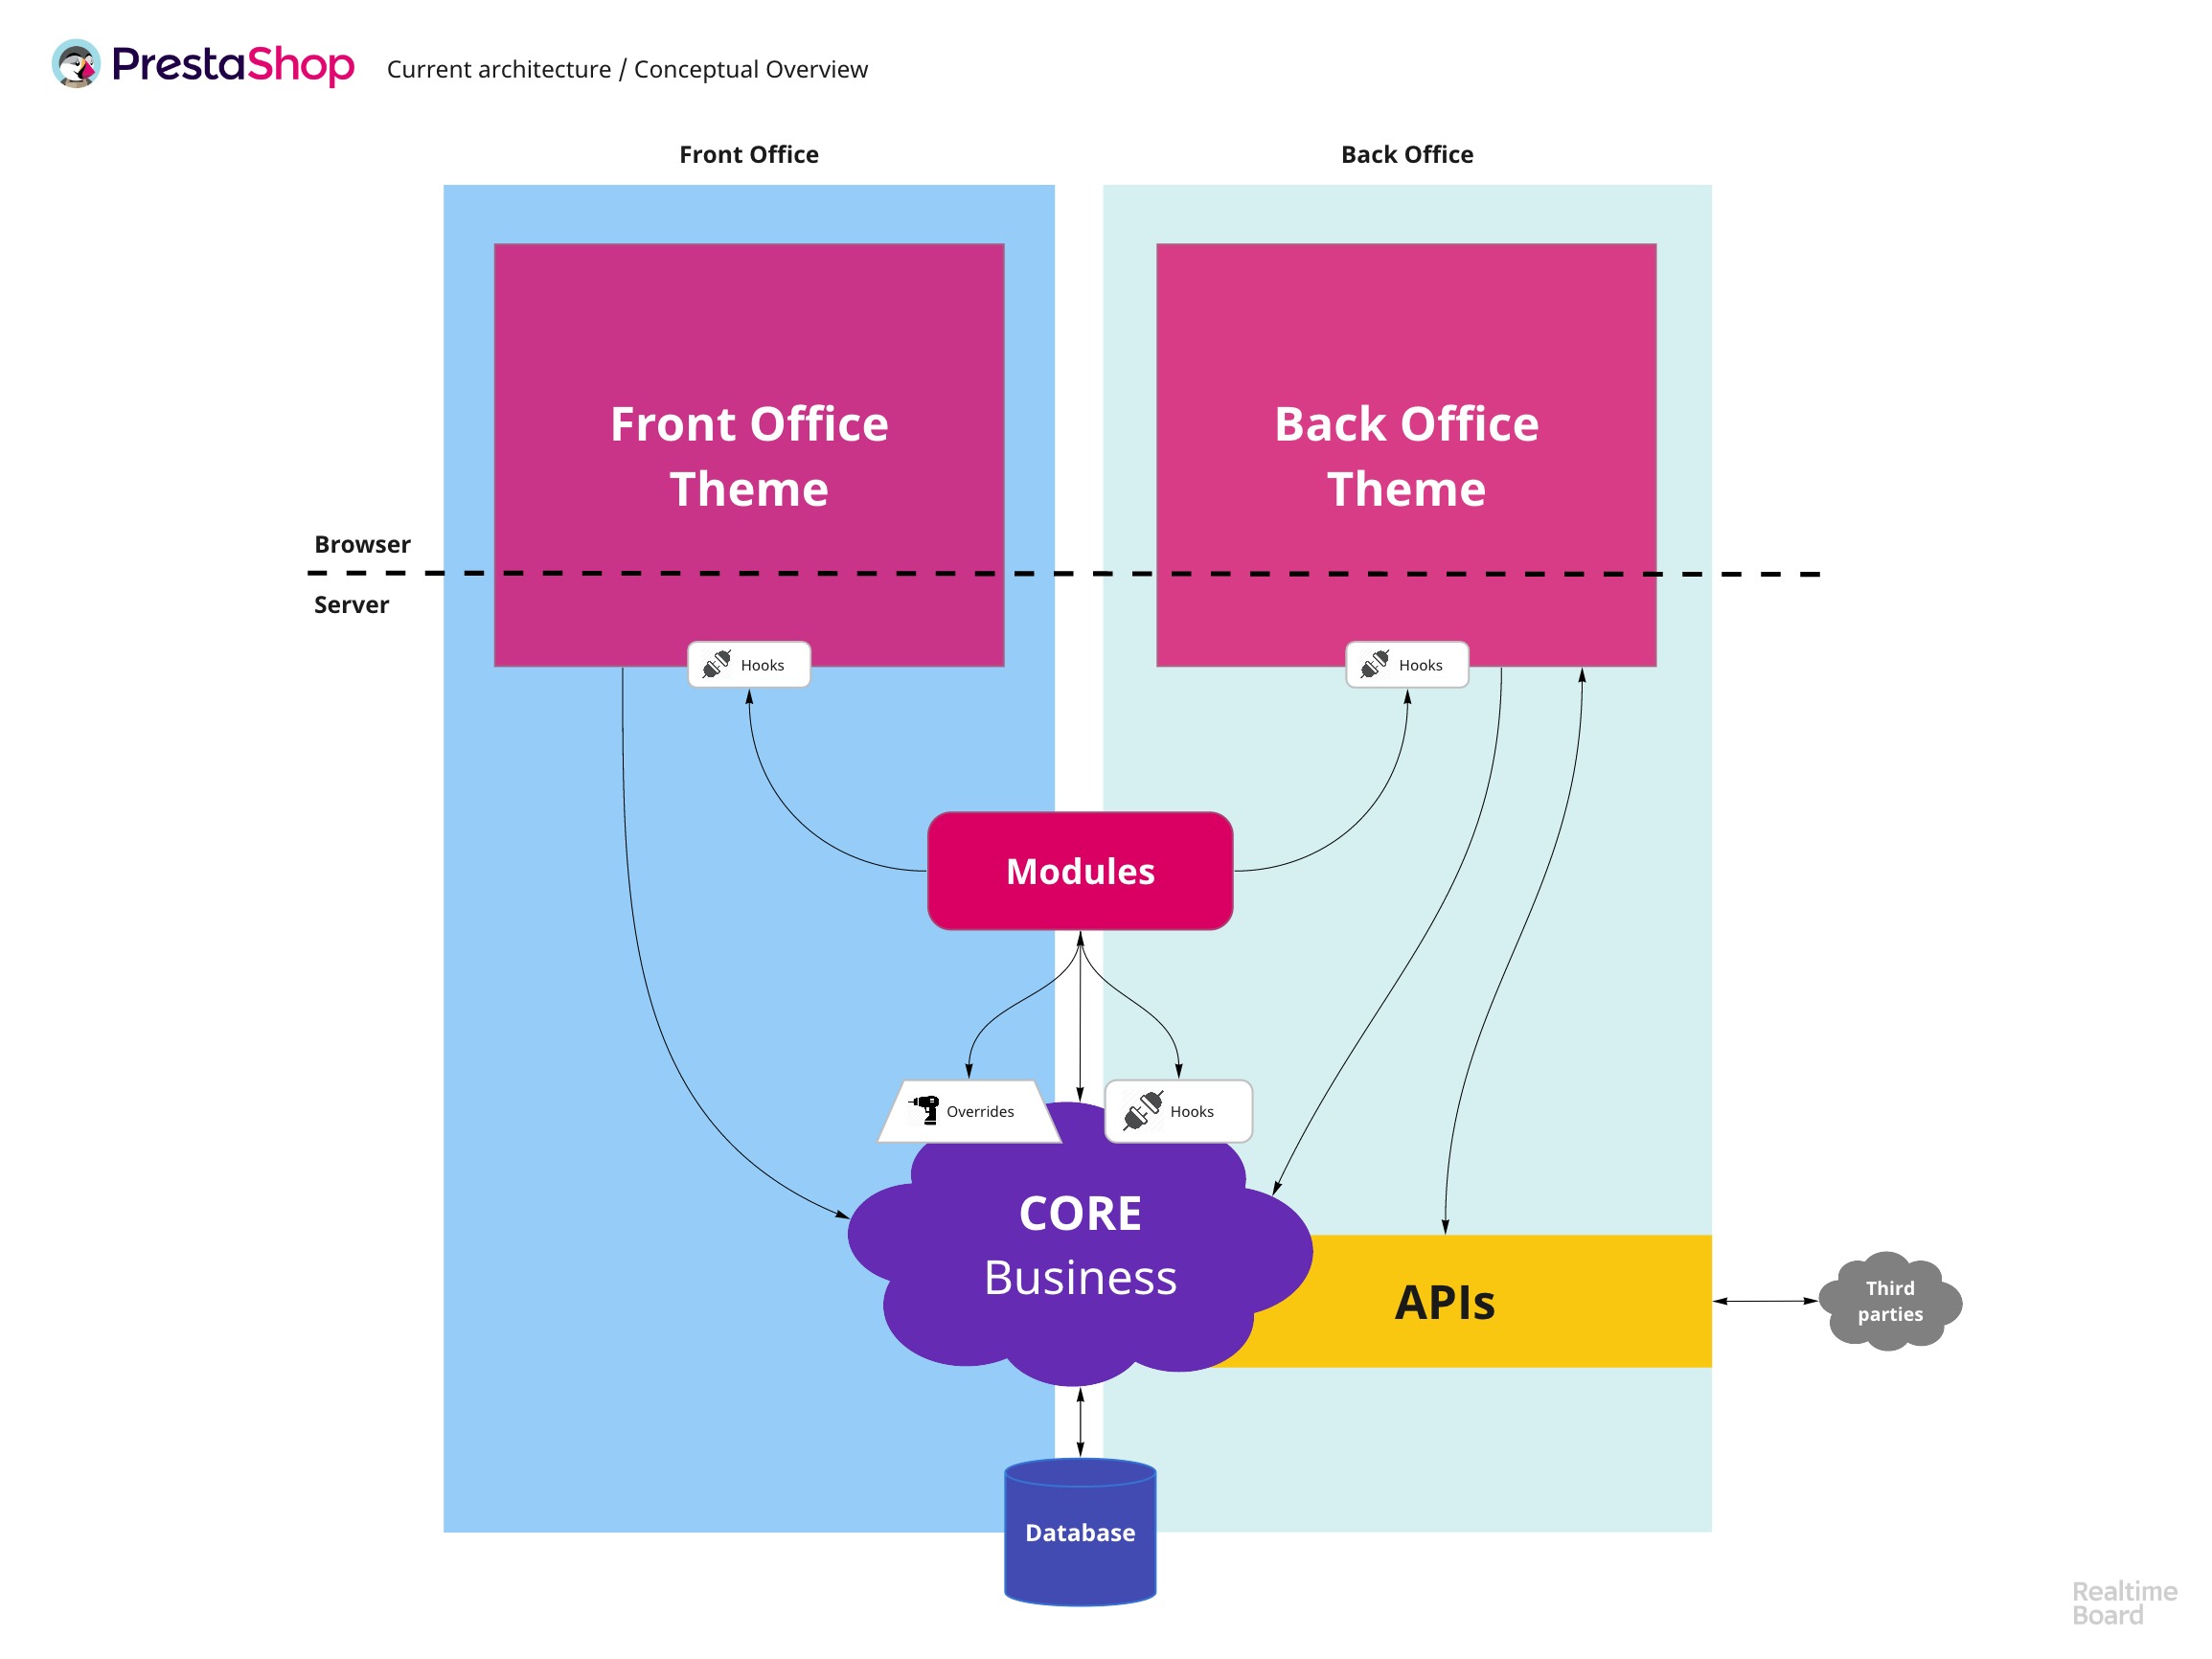 PrestaShop
Current architecture / Conceptual Overview
Front Office
Back Office
Front Office
Theme
Back Office
Theme
Browser
Server
Hooks
Hooks
Modules
Overrides
Hooks
CORE
Business
APIs
Third
parties
Database
Realtime
Board